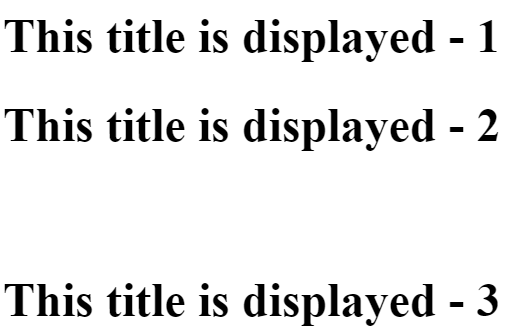 This title is displayed - 1
This title is displayed - 2
This title is displayed - 3